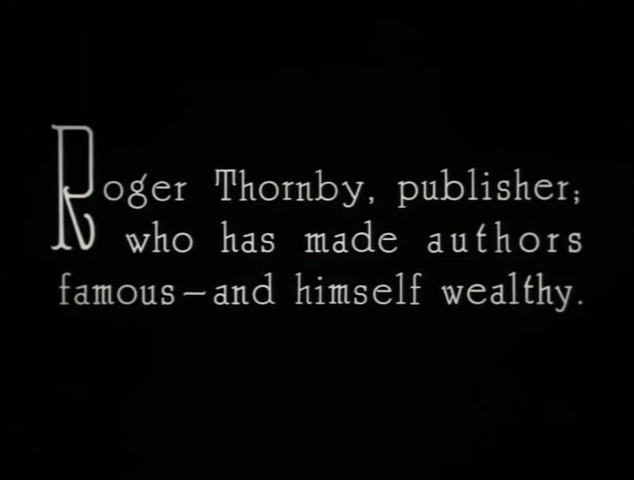 Roger Thornby, publisher;
who has made authors
famous—and himself wealthy.